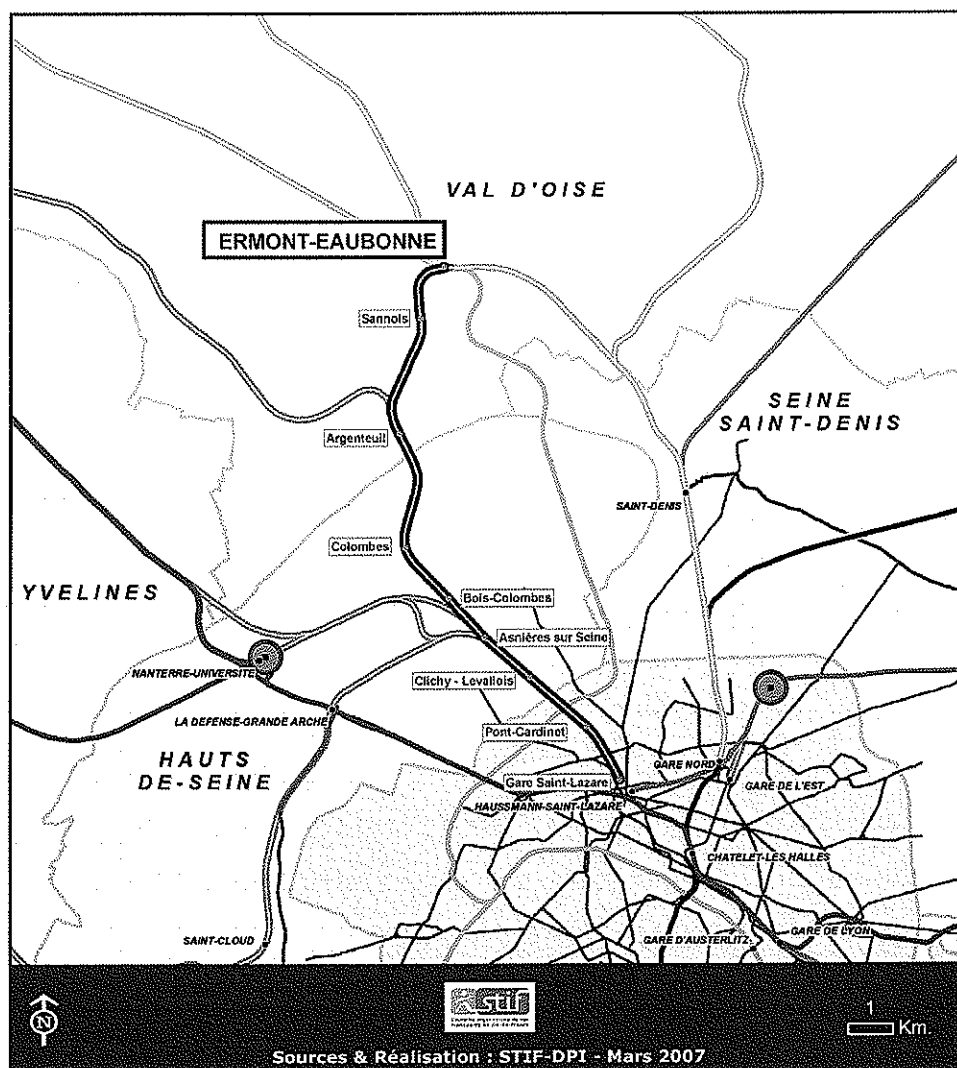 VAL D'OISE
ERMONT-EAUBONNE
Sannois
SEINE
SAINT-DENIS
Argenteuil
SAINT-DENIS
Colombes
YVELINES
Bois-Colombes
Asnières sur Seine
NANTERRE-UNIVERSITE
Clichy - Levallois
LA DEFENSE-GRANDE ARCHE
Pont-Cardinet
HAUTS
DE-SEINE
GARE NORD
Gare Saint-Lazare
GARE DE L'EST
HAUSSMANN-SAINT-LAZARE
CHATELET-LES HALLES
SAINT-CLOUD
GARE D'AUSTERLITZ
GARE DE LYON
N
stif
1
Km.
Sources & Réalisation : STIF-DPI - Mars 2007